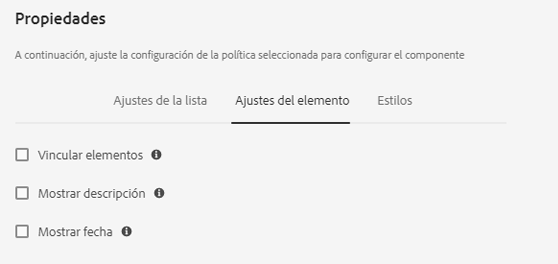 Propiedades
A continuación, ajuste la configuración de la política seleccionada para configurar el componente
Ajustes de la lista Ajustes del elemento Estilos
Vincular elementos
Mostrar descripción
Mostrar fecha